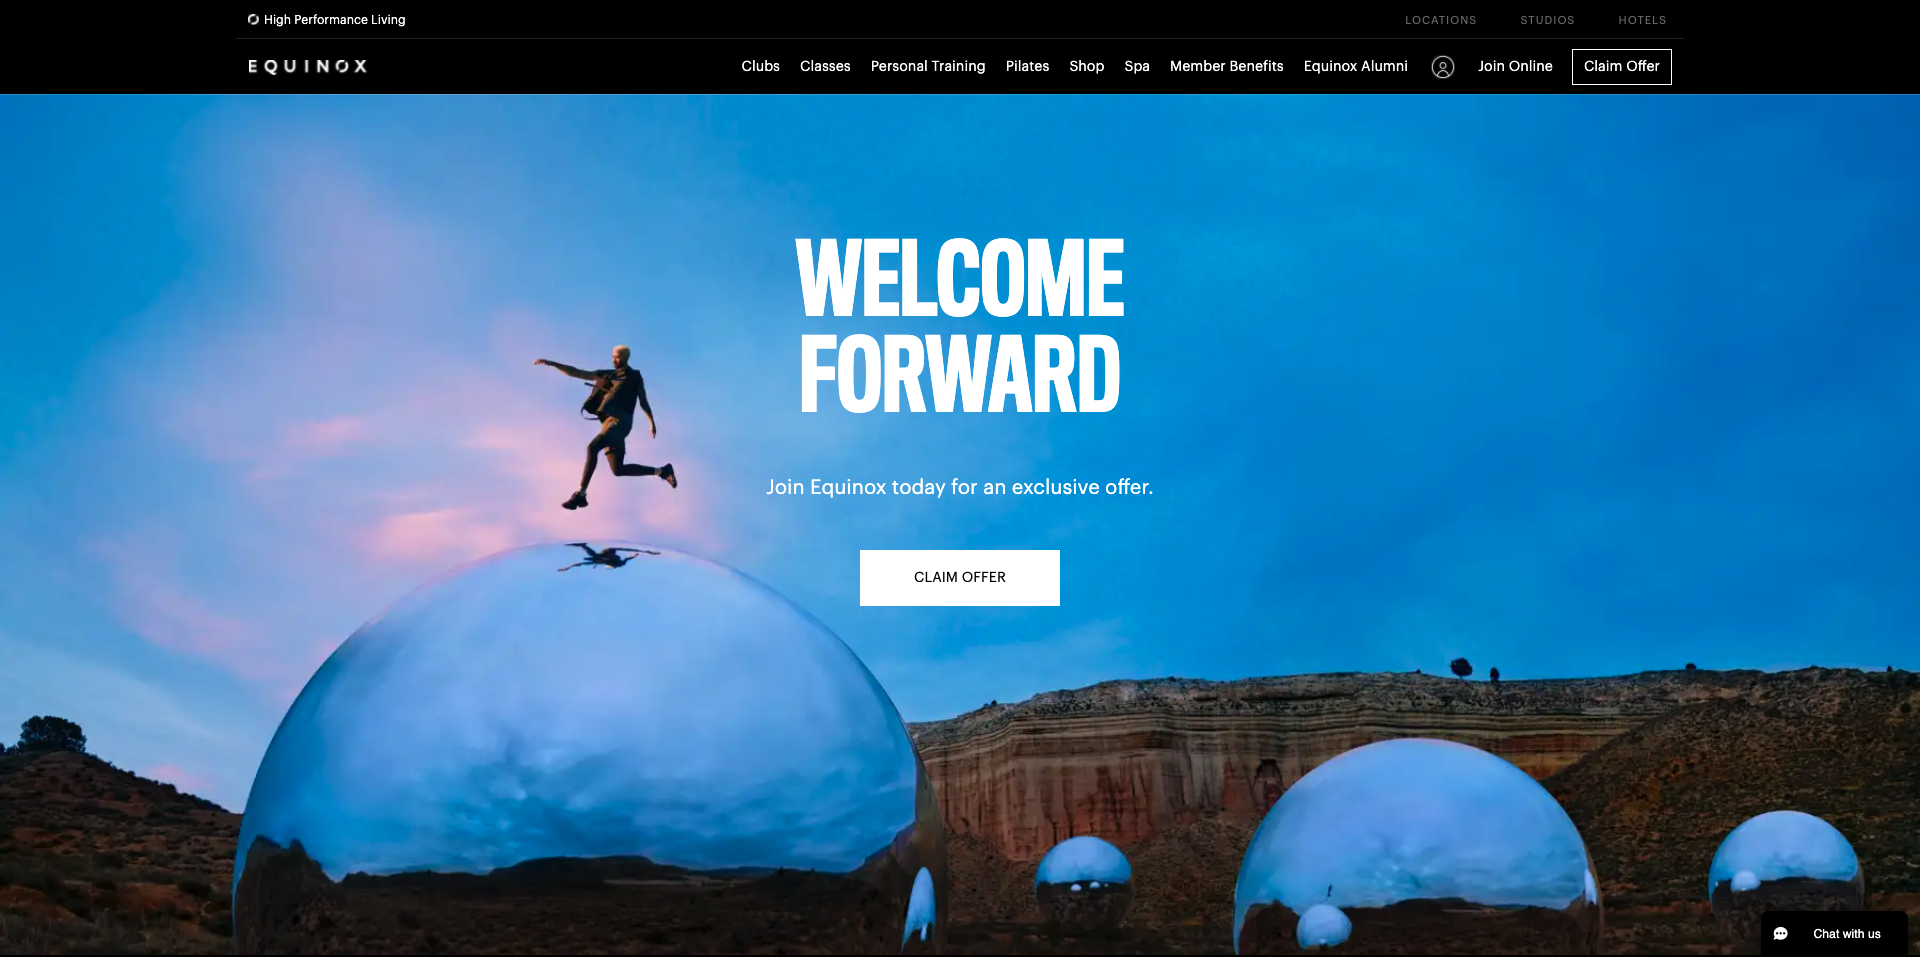 High Performance Living
LOCATIONS STUDIOS HOTELS
EQUINOX
Clubs Classes Personal Training Pilates Shop Spa Member Benefits Equinox Alumni Join Online Claim Offer
WELCOME
FORWARD
Join Equinox today for an exclusive offer.
CLAIM OFFER
Chat with us